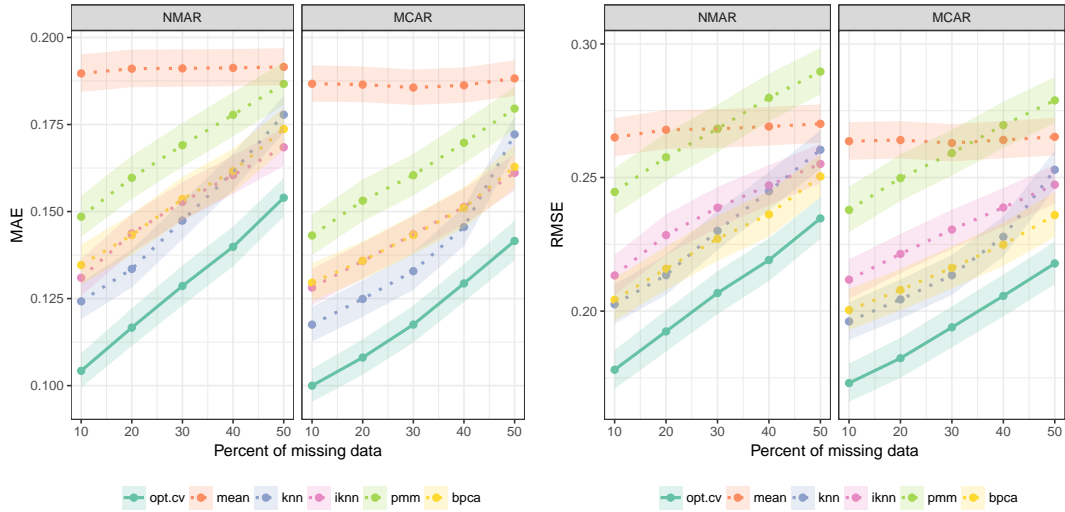 NMAR MCAR
MAE
0.200
0.175
0.150
0.125
0.100
10 20 30 40 50 10 20 30 40 50
Percent of missing data
opt.cv mean knn iknn pmm bpca
NMAR MCAR
RMSE
0.30
0.25
0.20
10 20 30 40 50 10 20 30 40 50
Percent of missing data
opt.cv mean knn iknn pmm bpca